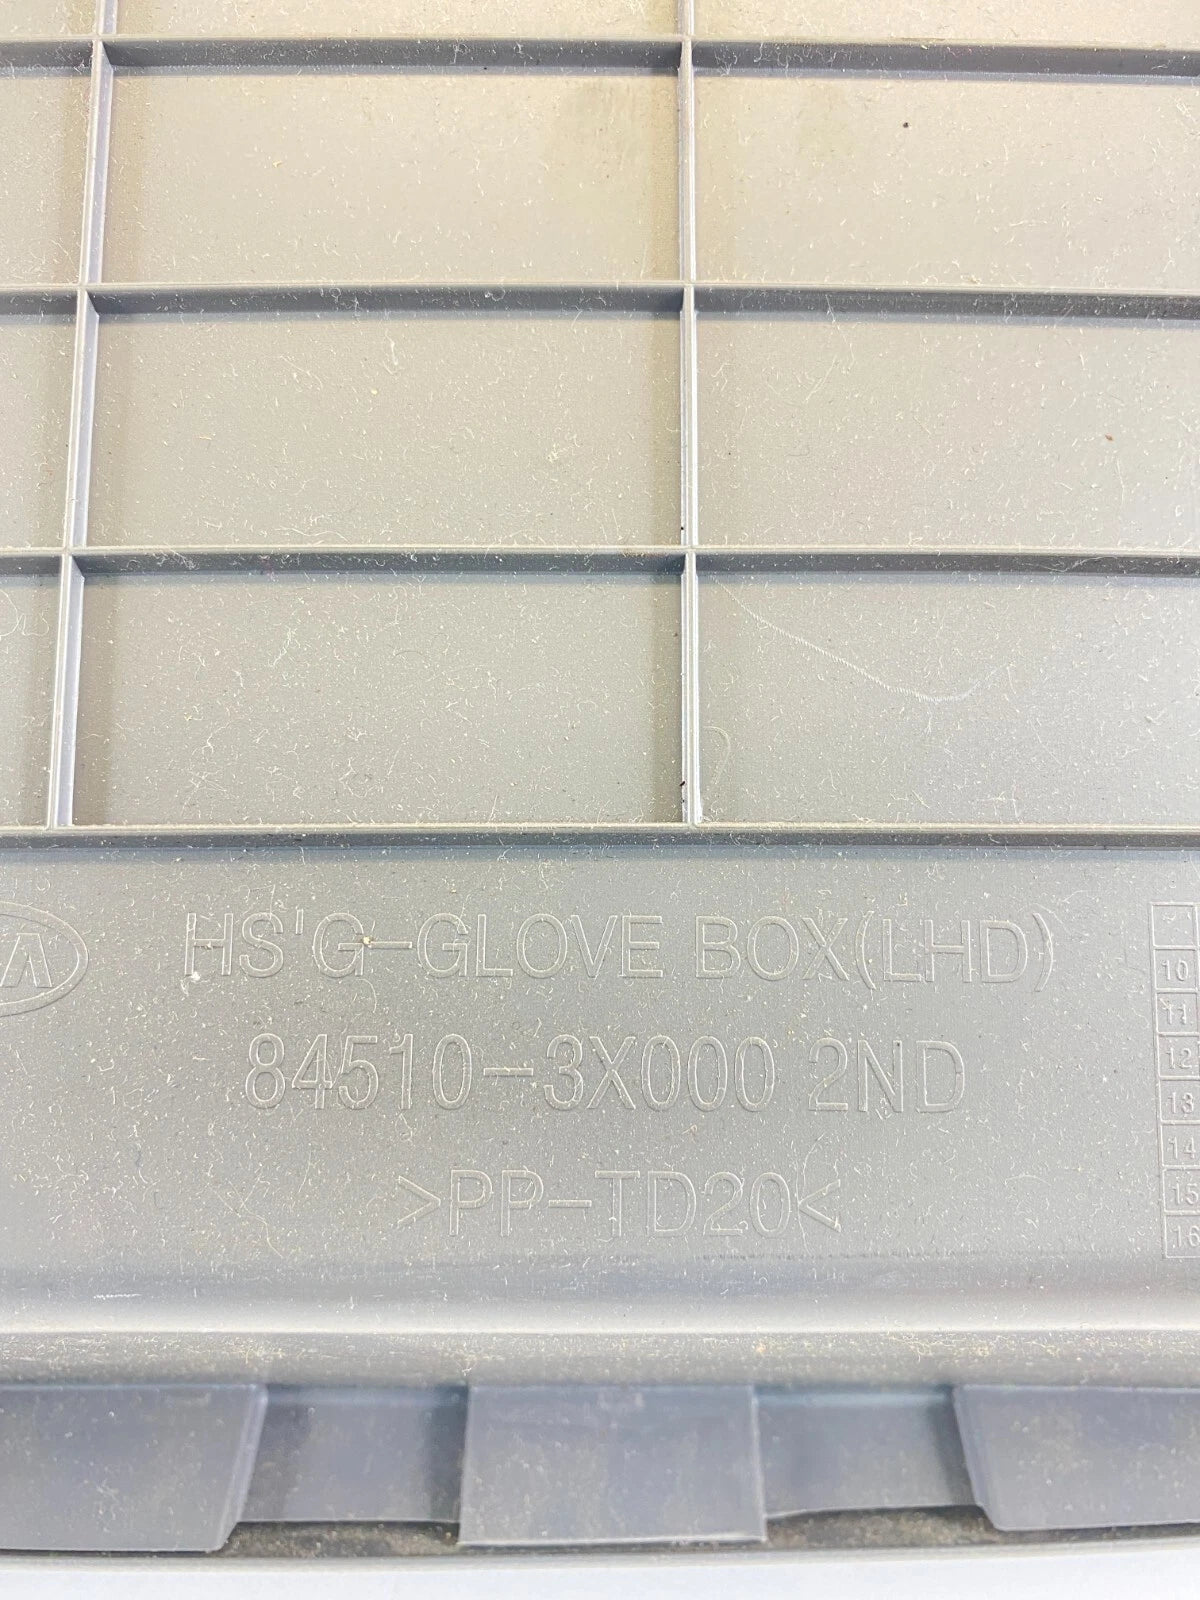 HS'G-GLOVE BOX(LHD)
84510-3X000 2ND
>PP-TD20<
10
11
12
13
14
15
16